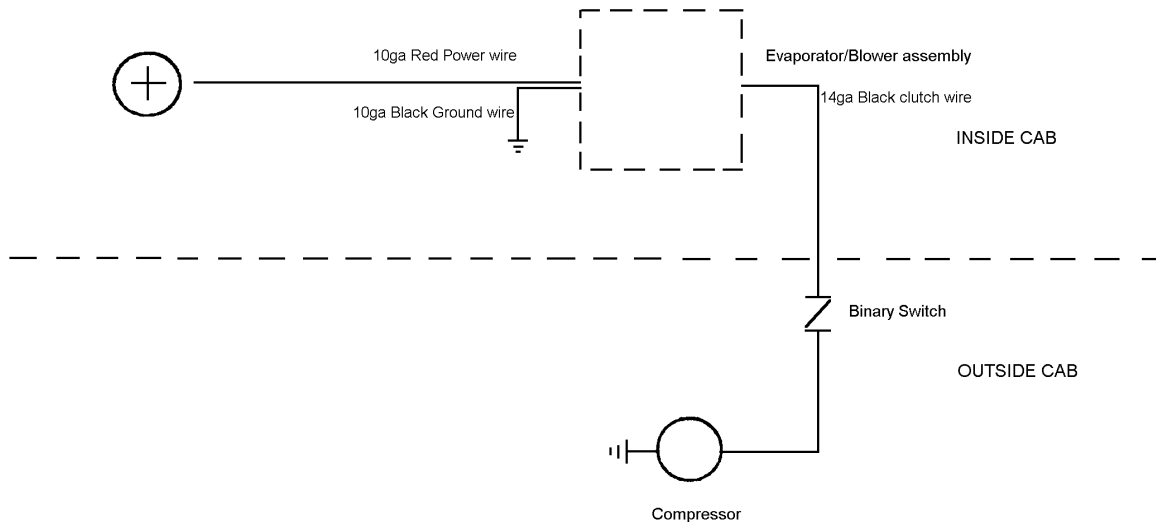 10ga Red Power wire
Evaporator/Blower assembly
14ga Black clutch wire
10ga Black Ground wire
INSIDE CAB
Binary Switch
OUTSIDE CAB
Compressor